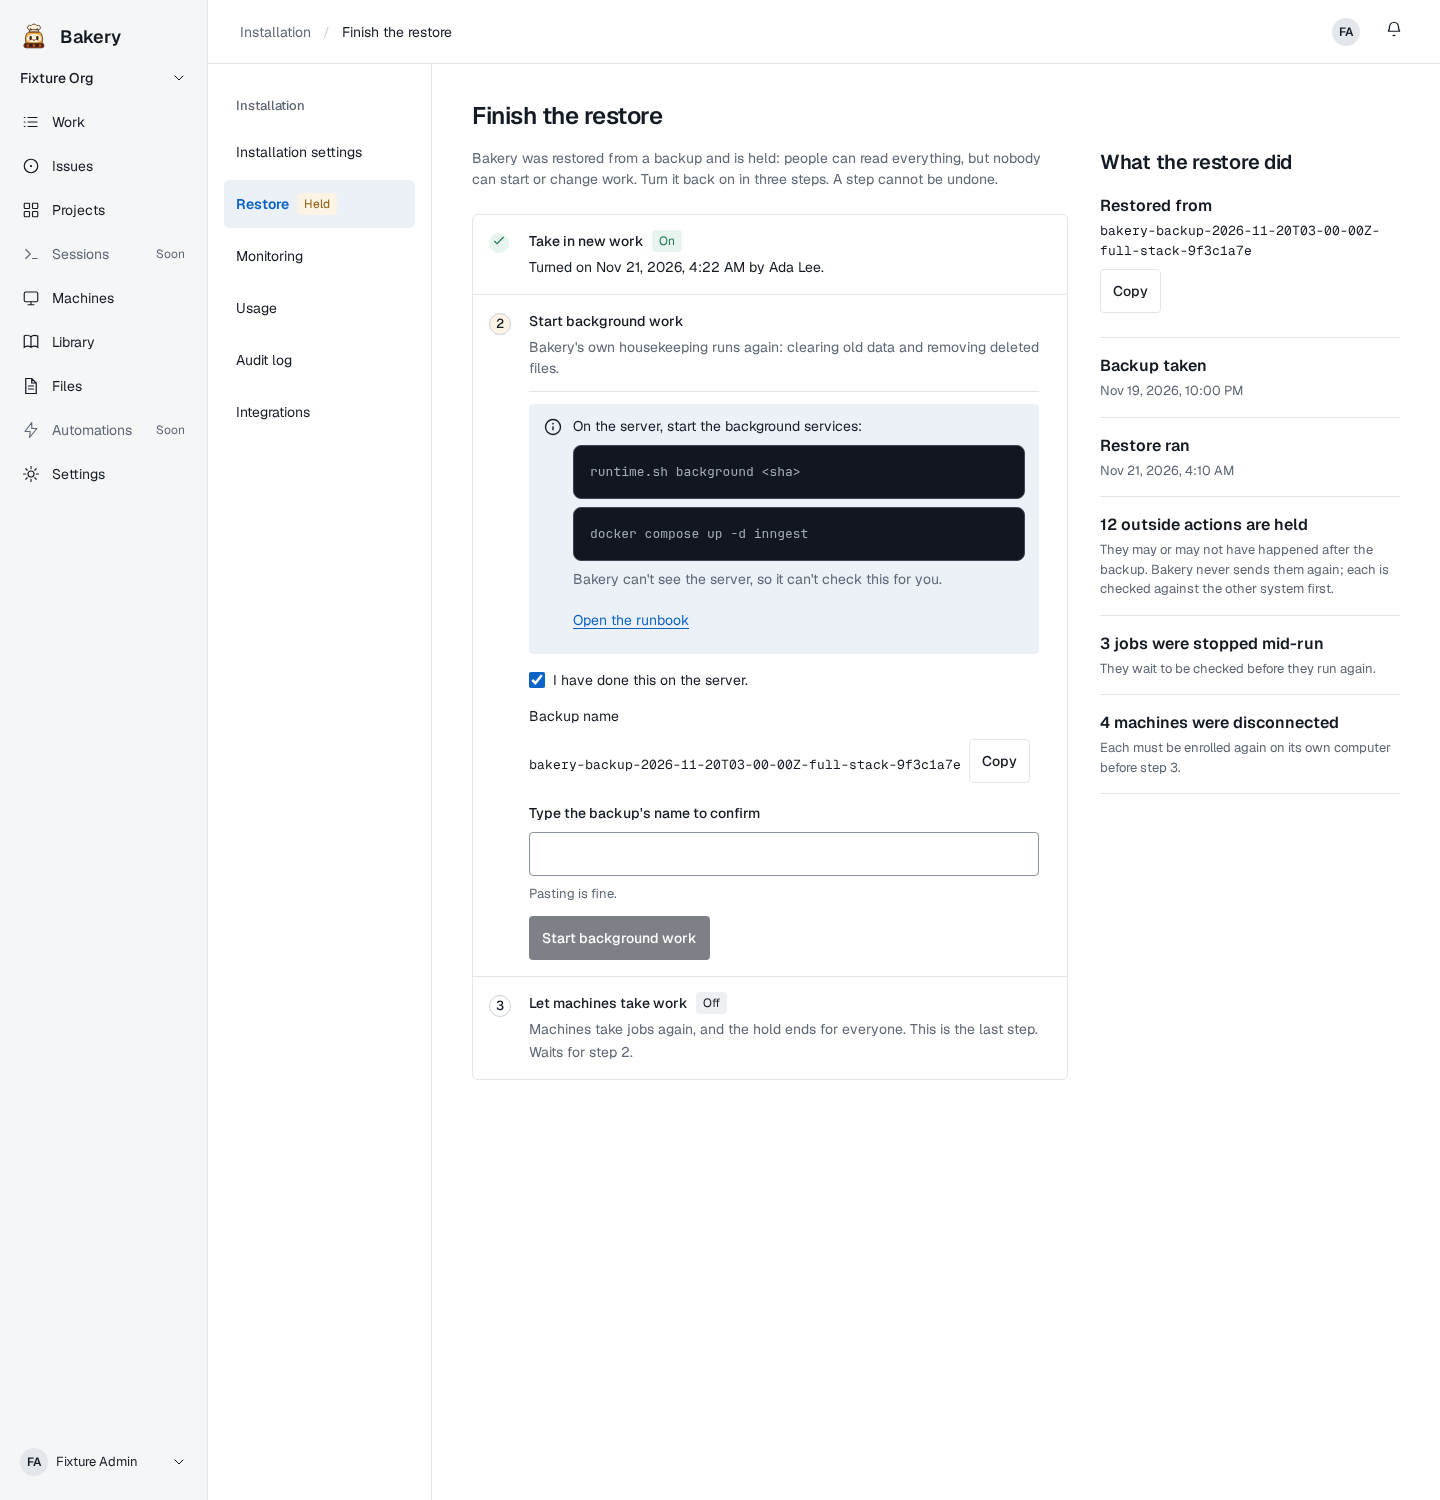 Bakery
Fixture Org
Work
Issues
Projects
Sessions Soon
Machines
Library
Files
Automations Soon
Settings
FA Fixture Admin
Installation / Finish the restore
FA
Installation
Installation settings
Restore Held
Monitoring
Usage
Audit log
Integrations
Finish the restore
Bakery was restored from a backup and is held: people can read everything, but nobody
can start or change work. Turn it back on in three steps. A step cannot be undone.
Take in new work On
Turned on Nov 21, 2026, 4:22 AM by Ada Lee.
2 Start background work
Bakery's own housekeeping runs again: clearing old data and removing deleted
files.
On the server, start the background services:
runtime.sh background <sha>
docker compose up -d inngest
Bakery can't see the server, so it can't check this for you.
Open the runbook
I have done this on the server.
Backup name
bakery-backup-2026-11-20T03-00-00Z-full-stack-9f3c1a7e Copy
Type the backup's name to confirm
Pasting is fine.
Start background work
3 Let machines take work Off
Machines take jobs again, and the hold ends for everyone. This is the last step.
Waits for step 2.
What the restore did
Restored from
bakery-backup-2026-11-20T03-00-00Z-
full-stack-9f3c1a7e
Copy
Backup taken
Nov 19, 2026, 10:00 PM
Restore ran
Nov 21, 2026, 4:10 AM
12 outside actions are held
They may or may not have happened after the
backup. Bakery never sends them again; each is
checked against the other system first.
3 jobs were stopped mid-run
They wait to be checked before they run again.
4 machines were disconnected
Each must be enrolled again on its own computer
before step 3.